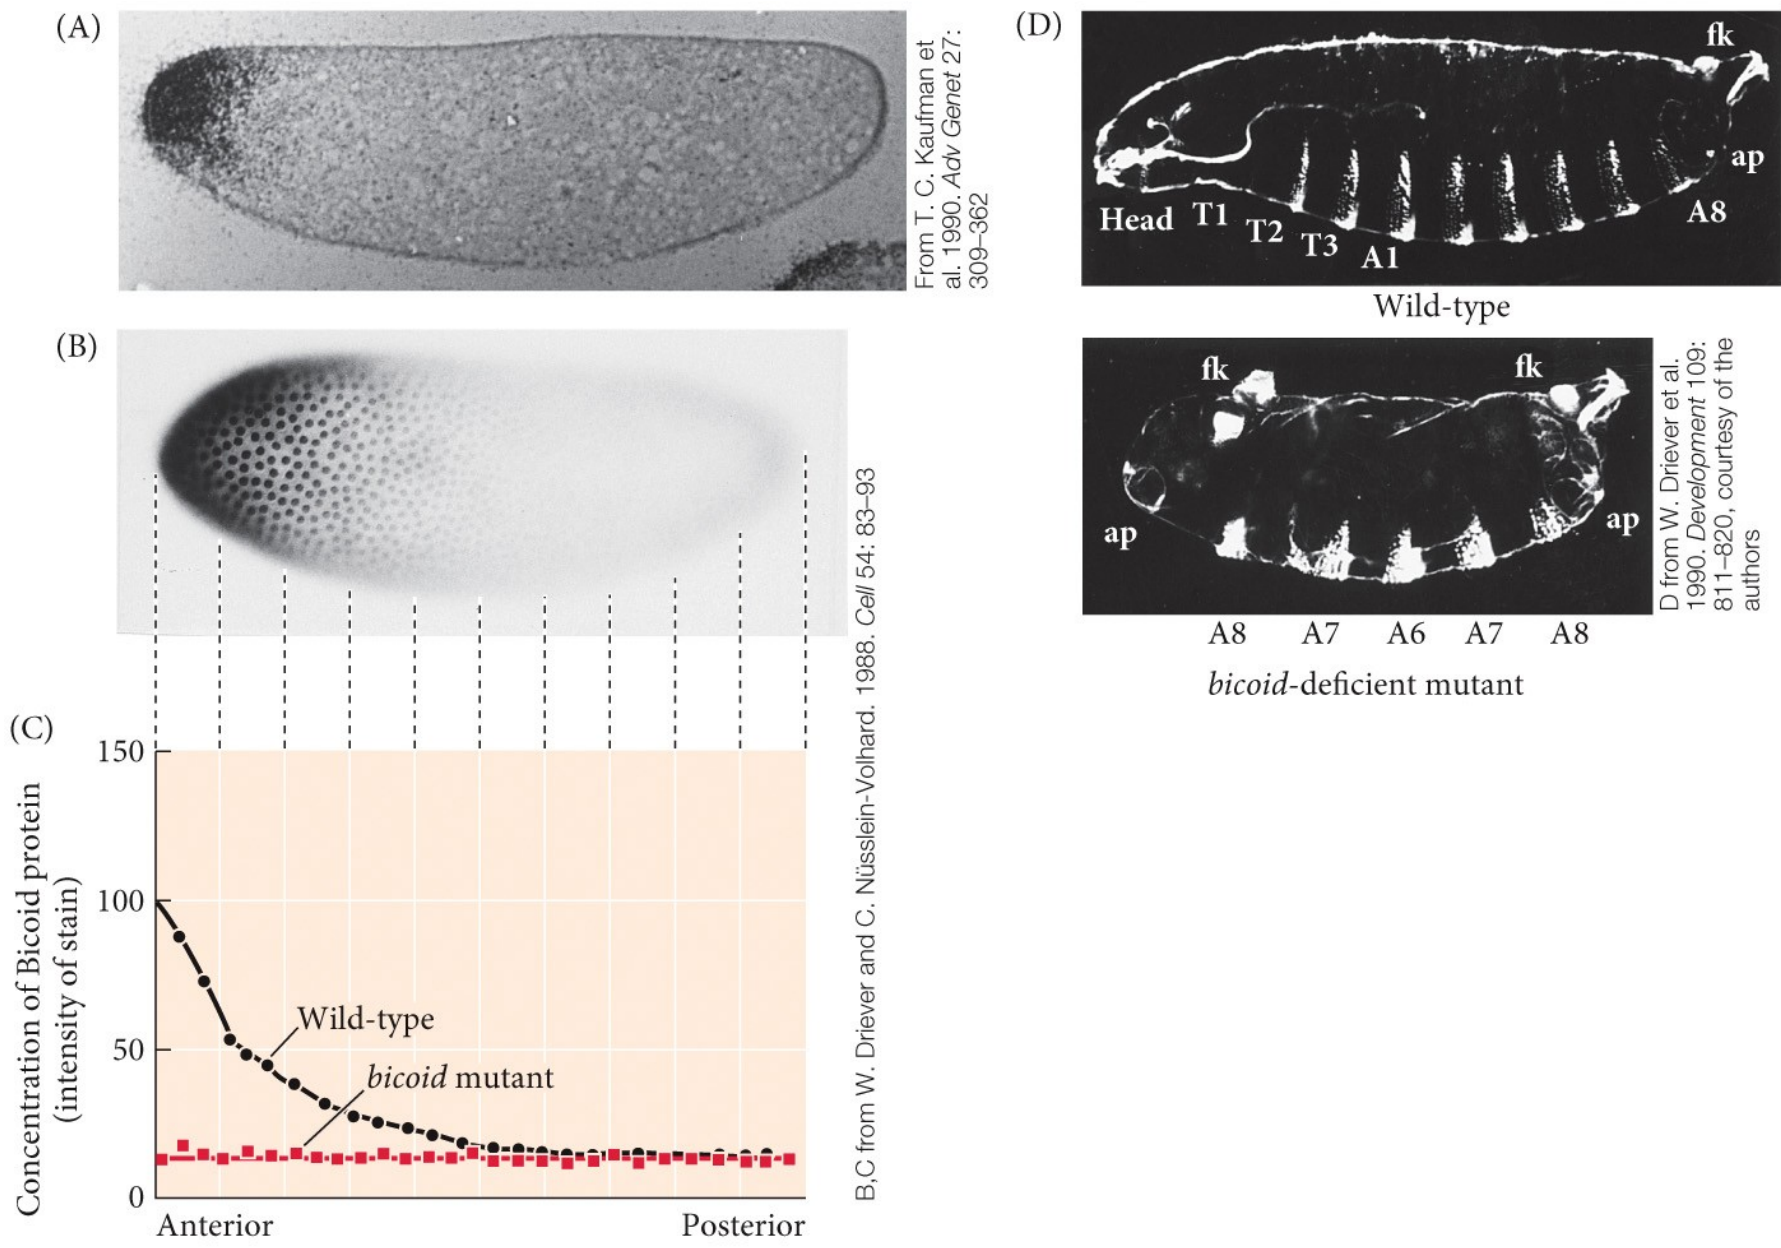 (A)
From T. C. Kaufman et
al. 1990. Adv Genet 27:
309–362
(B)
B,C from W. Driever and C. Nüsslein-Volhard. 1988. Cell 54: 83–93
(C)
150
100
50
0
Concentration of Bicoid protein
(intensity of stain)
Wild-type
bicoid mutant
Anterior
Posterior
(D)
fk
ap
Head
T1
T2
T3
A1
A8
Wild-type
fk
fk
ap
ap
D from W. Driever et al.
1990. Development 109:
811–820, courtesy of the
authors
A8
A7
A6
A7
A8
bicoid-deficient mutant